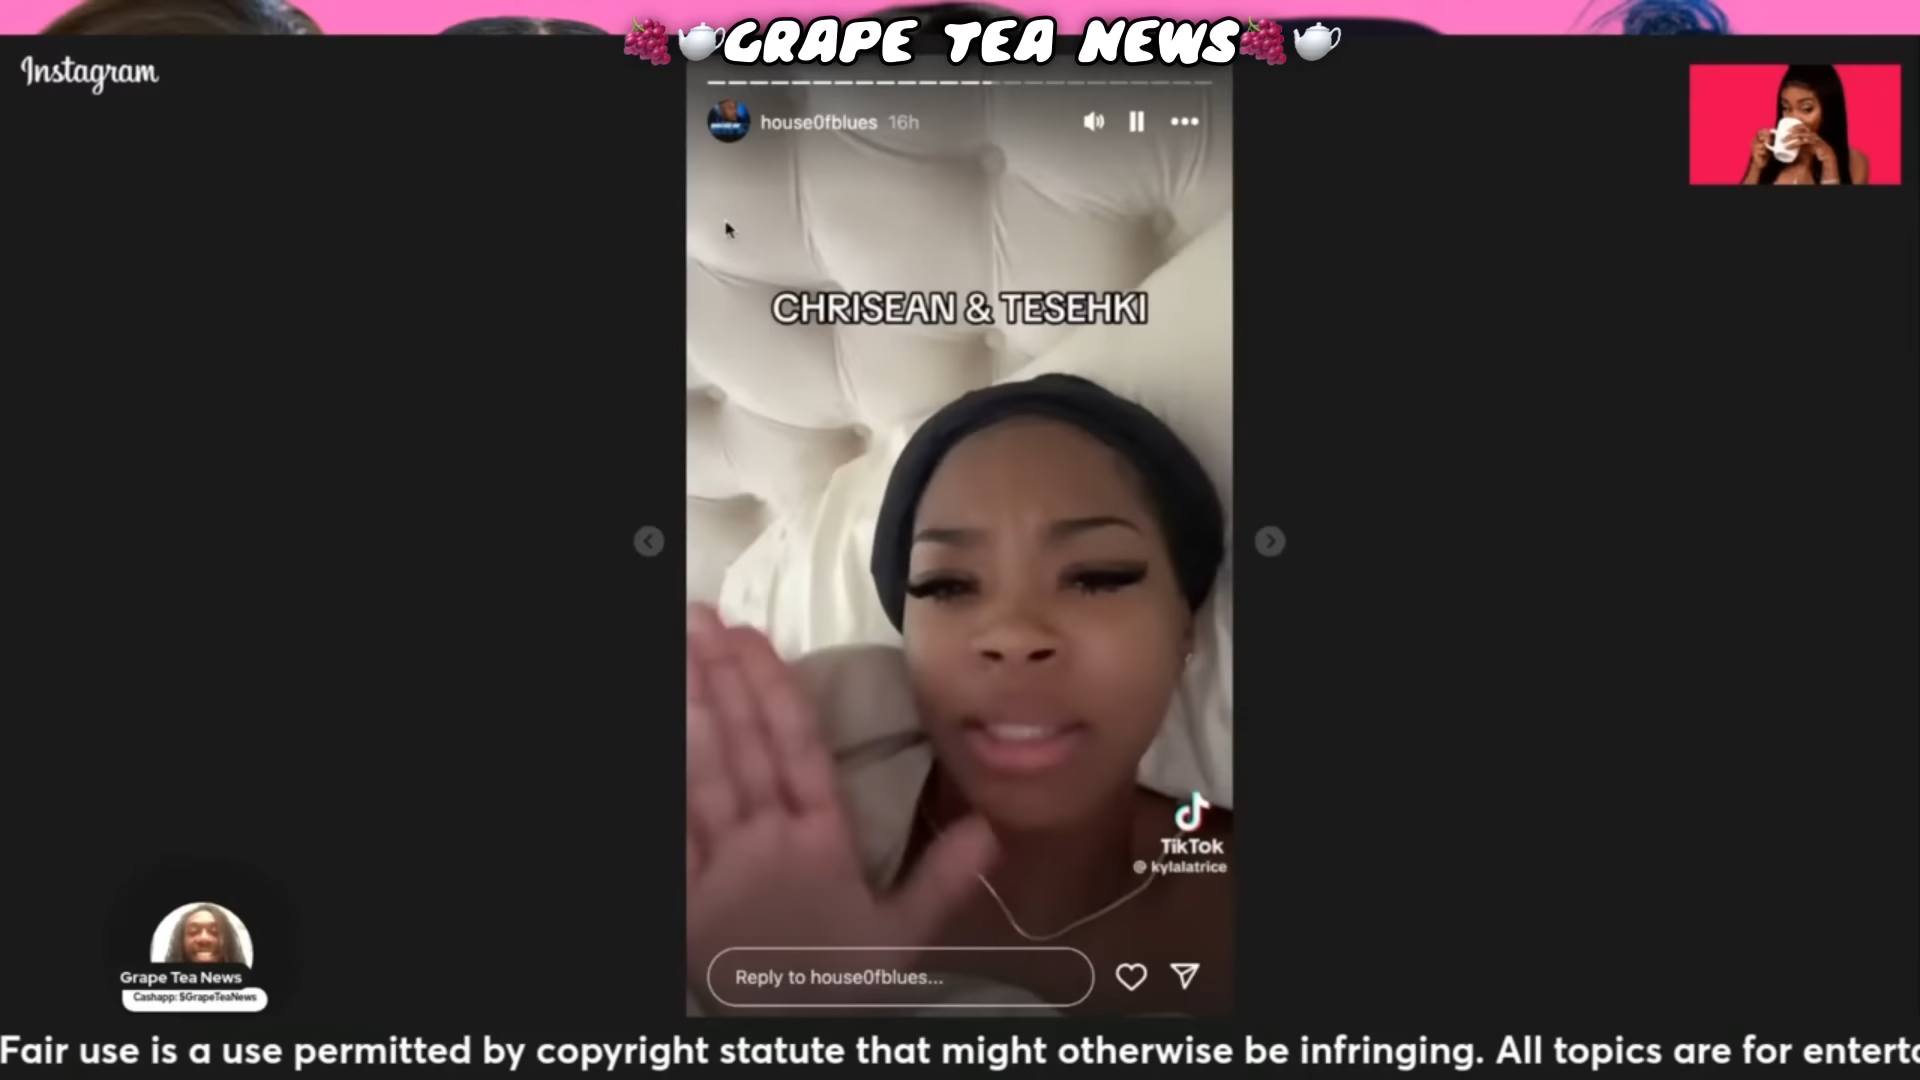 🍇🫖GRAPE TEA NEWS🍇🫖
Instagram
house0fblues 16h
CHRISEAN & TESEHKI
TikTok
@ kylalatrice
Grape Tea News
Cashapp: $GrapeTeaNews
Reply to house0fblues...
Fair use is a use permitted by copyright statute that might otherwise be infringing. All topics are for enterta